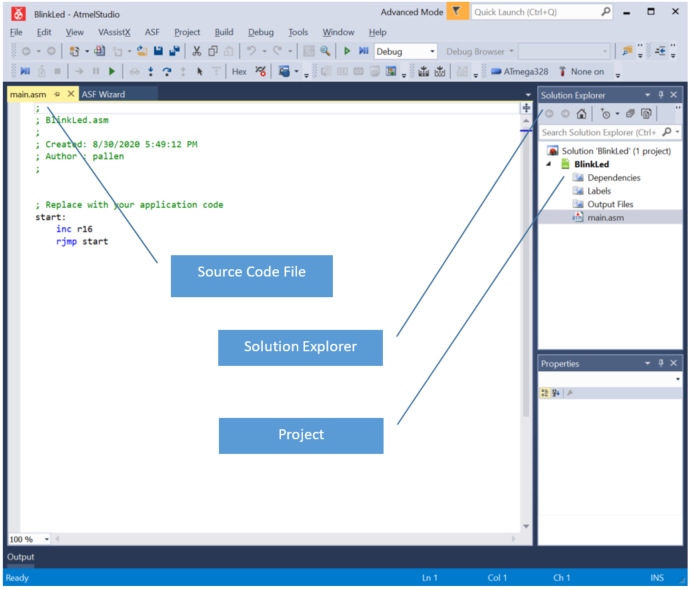 BlinkLed - AtmelStudio
Advanced Mode
Quick Launch (Ctrl+Q)
File Edit View VAssistX ASF Project Build Debug Tools Window Help
Debug
Debug Browser
Hex
ATmega328
None on
main.asm
ASF Wizard
;
; BlinkLed.asm
;
; Created: 8/30/2020 5:49:12 PM
; Author : pallen
;
; Replace with your application code
start:
inc r16
rjmp start
Source Code File
Solution Explorer
Project
100 %
Solution Explorer
Search Solution Explorer (Ctrl+
Solution 'BlinkLed' (1 project)
BlinkLed
Dependencies
Labels
Output Files
main.asm
Properties
Output
Ready
Ln 1
Col 1
Ch 1
INS